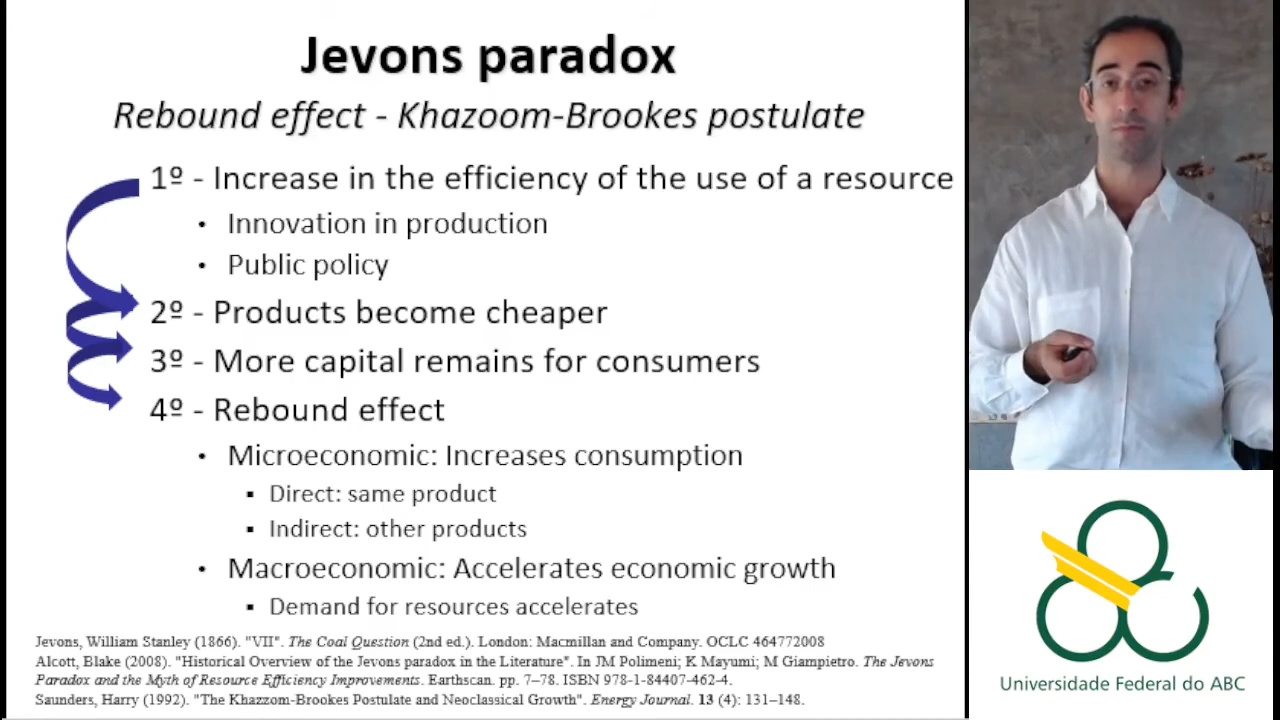 Jevons paradox
Rebound effect - Khazoom-Brookes postulate
1º - Increase in the efficiency of the use of a resource
• Innovation in production
• Public policy
2º - Products become cheaper
3º - More capital remains for consumers
4º - Rebound effect
• Microeconomic: Increases consumption
▪ Direct: same product
▪ Indirect: other products
• Macroeconomic: Accelerates economic growth
▪ Demand for resources accelerates
Jevons, William Stanley (1866). "VII". The Coal Question (2nd ed.). London: Macmillan and Company. OCLC 464772008
Alcott, Blake (2008). "Historical Overview of the Jevons paradox in the Literature". In JM Polimeni; K Mayumi; M Giampietro. The Jevons
Paradox and the Myth of Resource Efficiency Improvements. Earthscan. pp. 7–78. ISBN 978-1-84407-462-4.
Saunders, Harry (1992). "The Khazzom-Brookes Postulate and Neoclassical Growth". Energy Journal. 13 (4): 131–148.
Universidade Federal do ABC